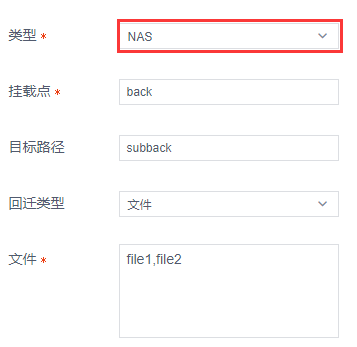 类型 * NAS
挂载点 * back
目标路径 subback
回迁类型 文件
文件 * file1,file2